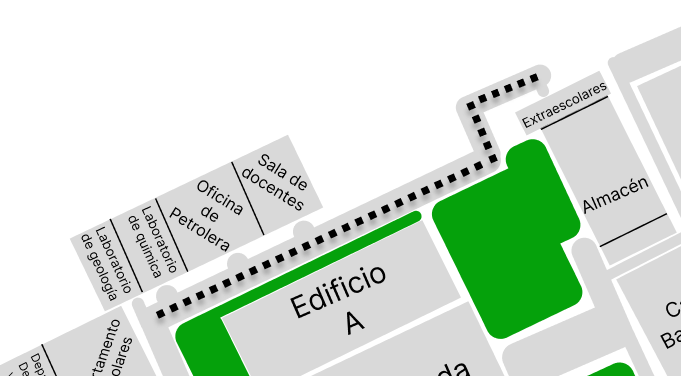 Extraescolares
Almacén
Sala de
docentes
Oficina
de
Petrolera
Laboratorio
de química
Laboratorio
de geología
Edificio
A